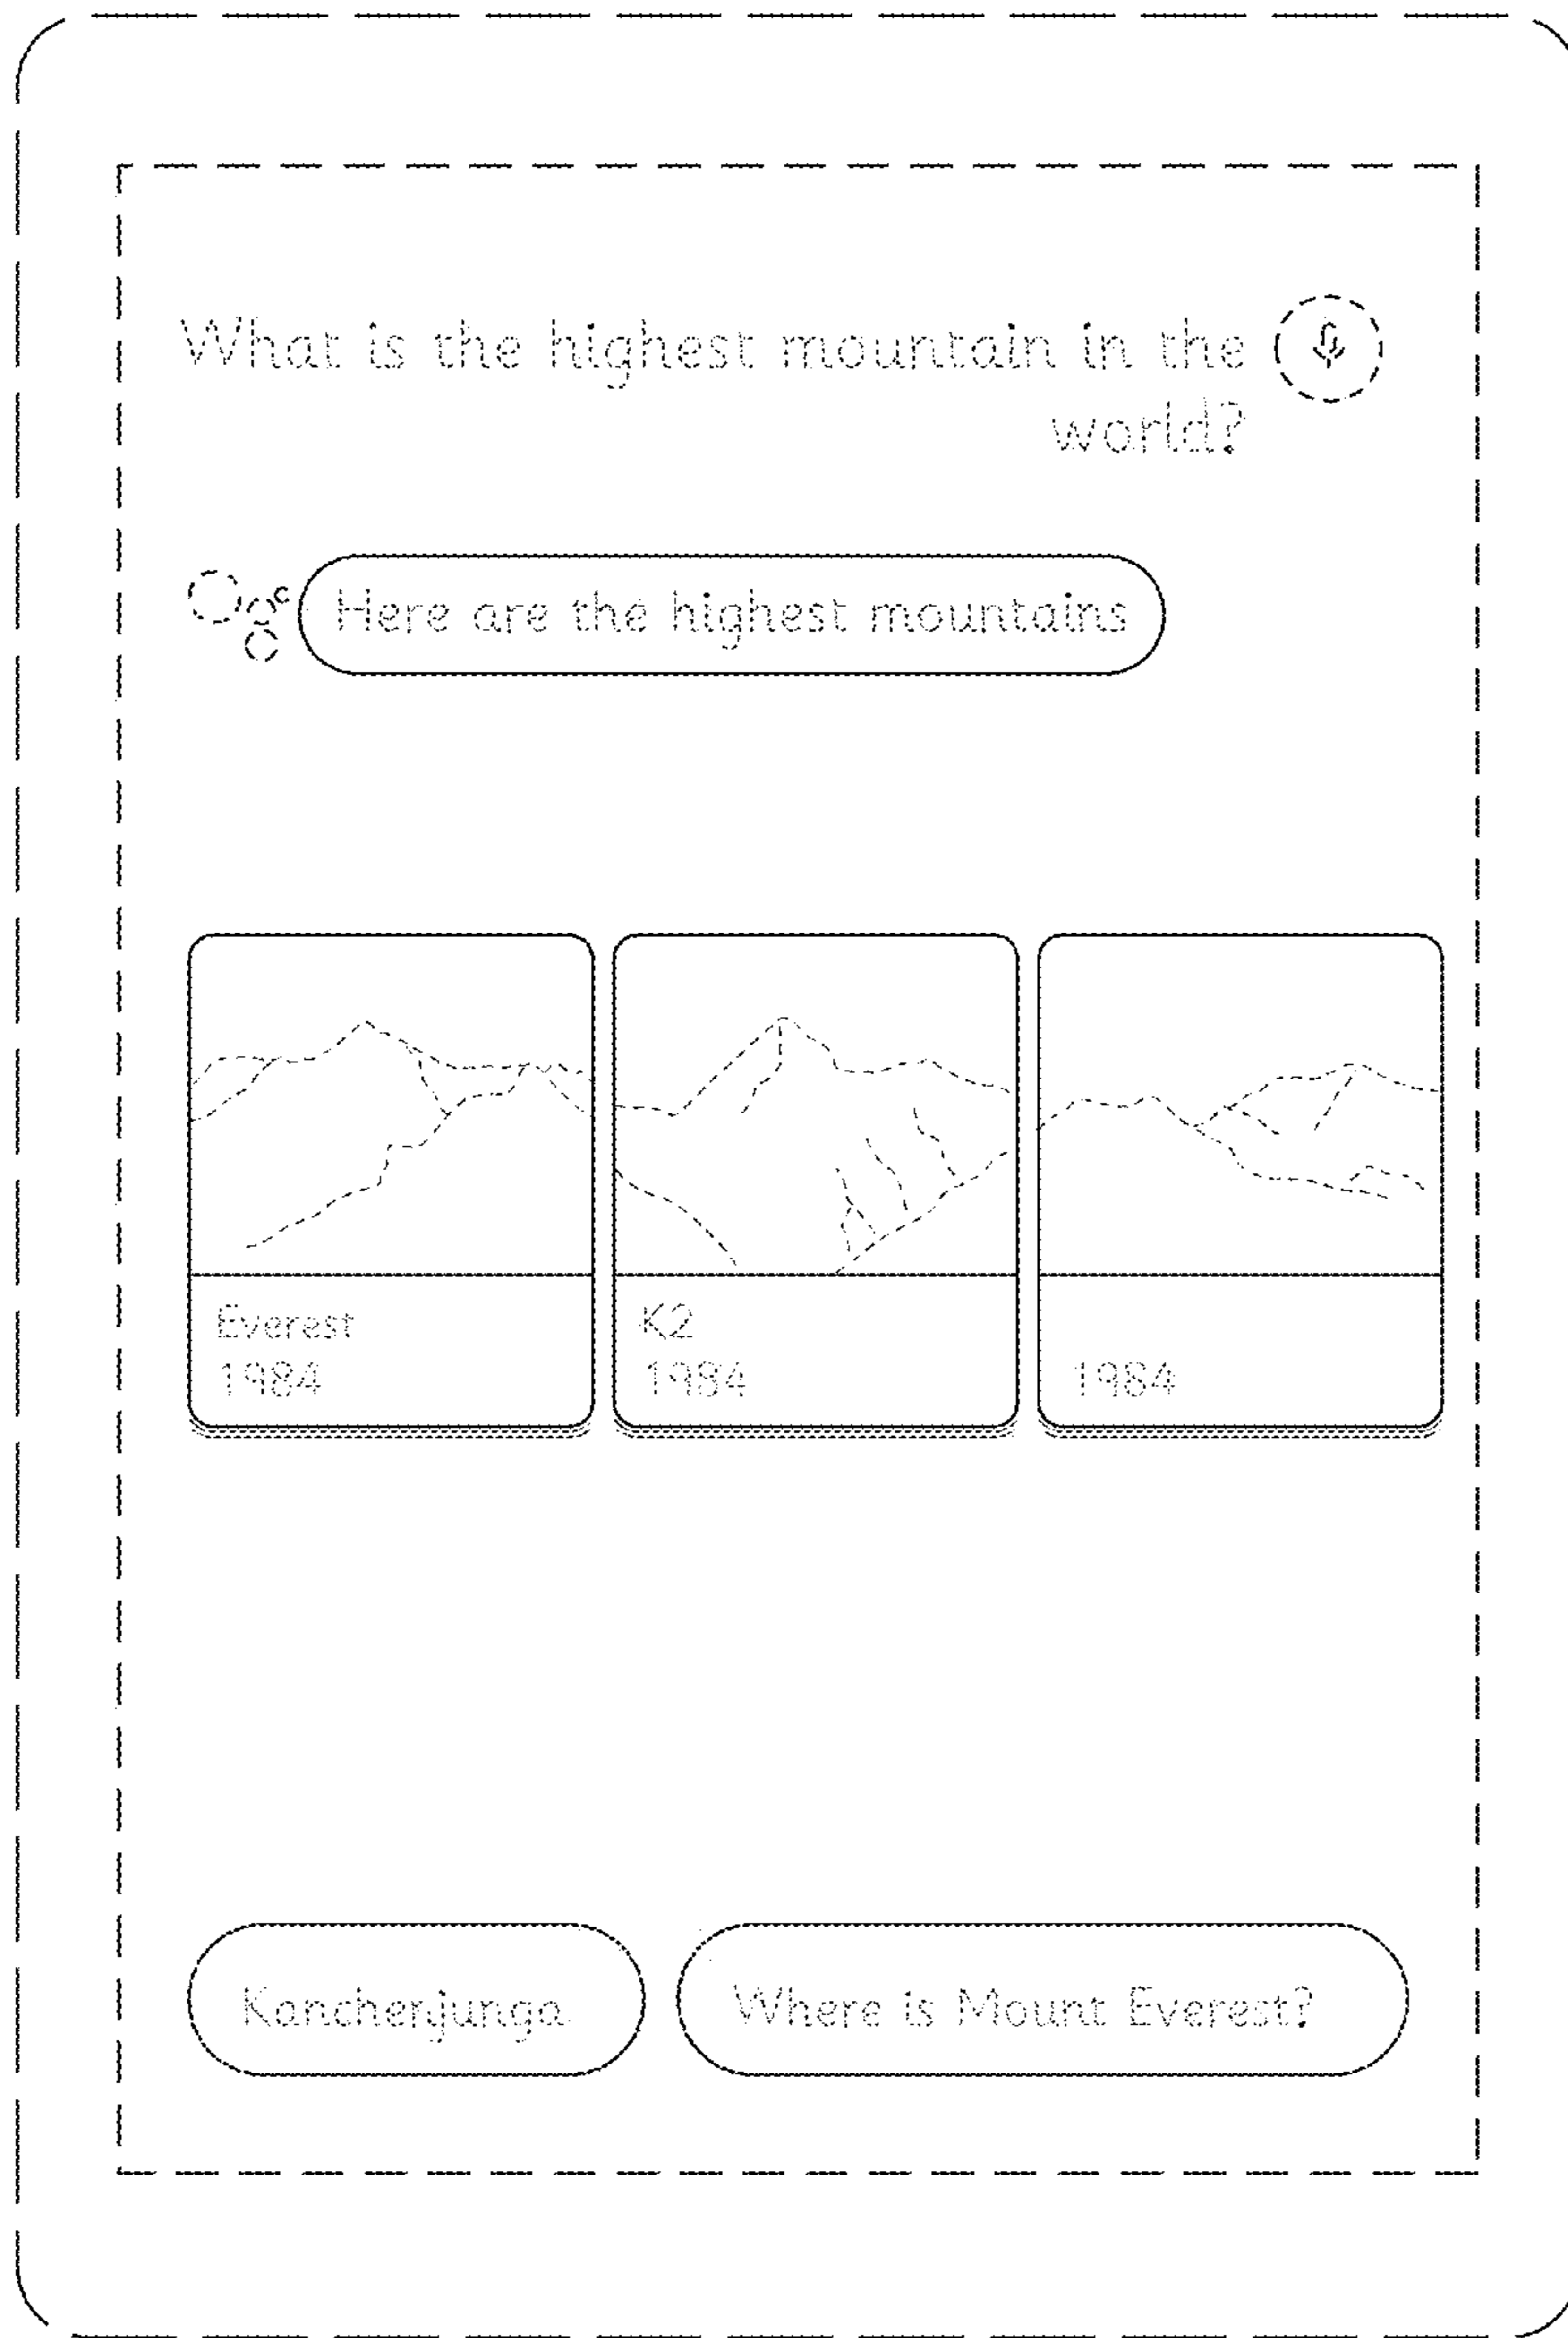 What is the highest mountain in the
world?
Here are the highest mountains
Everest
1984
K2
1984
1984
Kanchenjunga
Where is Mount Everest?